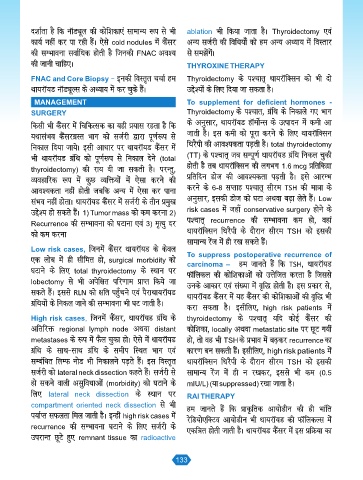 दर्शाता है कि नॉड्यूल की कोशिकाएं सामान्य रूप से भी
कार्य नहीं कर पा रही हैं। ऐसे cold nodules में कैंसर
की सम्भावना सर्वाधिक होती है जिनकी FNAC अवश्य
की जानी चाहिए।
FNAC and Core Biopsy - इनकी विस्तृत चर्चा हम
थायरॉयड नॉड्यूल्स के अध्याय में कर चुके हैं।
MANAGEMENT
SURGERY
किसी भी कैंसर में चिकित्सक का यही प्रयास रहता है कि
यथासंभव कैंसरग्रस्त भाग को सर्जरी द्वारा पूर्णरूप से
निकाल दिया जाये। इसी आधार पर थायरॉयड कैंसर में
भी थायरॉयड ग्रंथि को पूर्णरूप से निकाल देने (total
thyroidectomy) की राय दी जा सकती है। परन्तु,
व्यवहारिक रूप में कुछ व्यक्तियों में ऐसा करने की
आवश्यकता नहीं होती जबकि अन्य में ऐसा कर पाना
संभव नहीं होता। थायरॉयड कैंसर में सर्जरी के तीन प्रमुख
उद्देश्य हो सकते हैं। 1) Tumor mass को कम करना 2)
Recurrence की सम्भावना को घटाना एवं 3) मृत्यु दर
को कम करना
Low risk cases, जिनमें कैंसर थायरॉयड के केवल
एक लोब में ही सीमित हो, surgical morbidity को
घटाने के लिए total thyroidectomy के स्थान पर
lobectomy से भी अपेक्षित परिणाम प्राप्त किये जा
सकते हैं। इससे RLN को क्षति पहुँचने एवं पैराथायरॉयड
ग्रंथियों के निकल जाने की सम्भावना भी घट जाती है।
High risk cases, जिनमें कैंसर, थायरॉयड ग्रंथि के
अतिरिक्त regional lymph node अथवा distant
metastases के रूप में फैल चुका हो। ऐसे में थायरॉयड
ग्रंथि के साथ-साथ ग्रंथि के समीप स्थित भाग एवं
सम्बंधित लिम्फ नोड भी निकालने पड़ते हैं। इस विस्तृत
सर्जरी को lateral neck dissection कहते हैं। सर्जरी से
हो सकने वाली असुविधाओं (morbidity) को घटाने के
लिए lateral neck dissection के स्थान पर
compartment oriented neck dissection से भी
पर्याप्त सफलता मिल जाती है। इन्हीं high risk cases में
recurrence की सम्भावना घटाने के लिए सर्जरी के
उपरान्त छूटे हुए remnant tissue का radioactive
ablation भी किया जाता है। Thyroidectomy एवं
अन्य सर्जरी की विधियों को हम अन्य अध्याय में विस्तार
से समझेंगे।
THYROXINE THERAPY
Thyroidectomy के पश्चात् थायरॉक्सिन को भी दो
उद्देश्यों के लिए दिया जा सकता है।
To supplement for deficient hormones -
Thyroidectomy के पश्चात, ग्रंथि के निकाले गए भाग
के अनुसार, थायरॉयड हॉर्मोन्स के उत्पादन में कमी आ
जाती है। इस कमी को पूरा करने के लिए थायरॉक्सिन
थिरैपी की आवश्यकता पड़ती है। total thyroidectomy
(TT) के पश्चात् जब सम्पूर्ण थायरॉयड ग्रंथि निकल चुकी
होती है तब थायरॉक्सिन की लगभग 1.6 mcg प्रतिकिग्रा
प्रतिदिन डोज की आवश्यकता पड़ती है। इसे आरम्भ
करने के 6-8 सप्ताह पश्चात् सीरम TSH की मात्रा के
अनुसार, इसकी डोज को घटा अथवा बढ़ा लेते हैं। Low
risk cases में जहाँ conservative surgery होने के
पश्चात् recurrence की सम्भावना कम हो, वहां
थायरॉक्सिन थिरैपी के दौरान सीरम TSH को इसकी
सामान्य रेंज में ही रख सकते हैं।
To suppress postoperative recurrence of
carcinoma – हम जानते हैं कि TSH, थायरॉयड
फॉलिकल की कोशिकाओं को उत्तेजित करता है जिससे
उनके आकार एवं संख्या में वृद्धि होती है। इस प्रकार से,
थायरॉयड कैंसर में यह कैंसर की कोशिकाओं की वृद्धि भी
करा सकता है। इसीलिए, high risk patients में
thyroidectomy के पश्चात् यदि कोई कैंसर की
कोशिका, locally अथवा metastatic site पर छूट गयीं
हो, तो वह भी TSH के प्रभाव में बढ़कर recurrence का
कारण बन सकती हैं। इसीलिए, high risk patients में
थायरॉक्सिन थिरैपी के दौरान सीरम TSH को इसकी
सामान्य रेंज में ही न रखकर, इससे भी कम (0.5
mIU/L) (या suppressed) रखा जाता है।
RAI THERAPY
हम जानते हैं कि प्राकृतिक आयोडीन की ही भांति
रेडियोएक्टिव आयोडीन भी थायरॉयड की फॉलिकल्स में
एकत्रित होती जाती है। थायरॉयड कैंसर में इस प्रक्रिया का
133